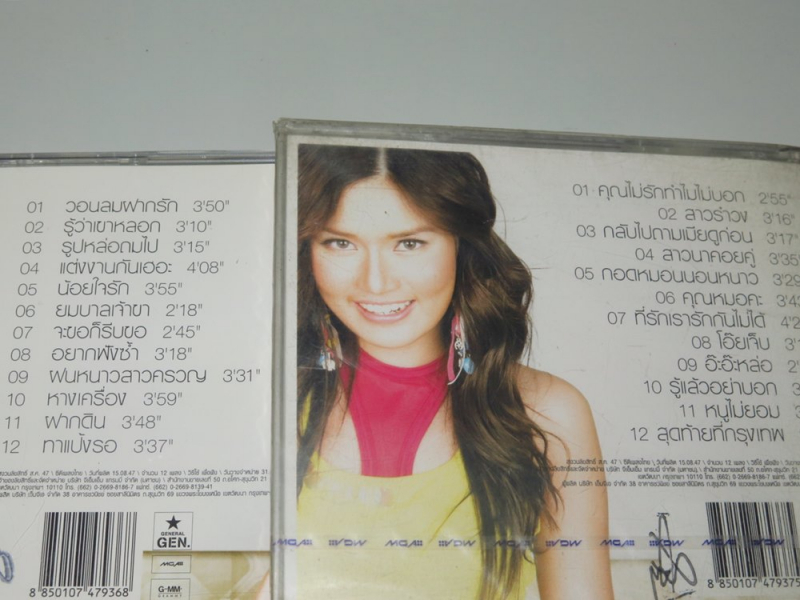 01 วอนลมฝากรัก 3'50"
02 รู้ว่าเขาหลอก 3'10"
03 รูปหล่อถมไป 3'15"
04 แต่งงานกันเฮอะ 4'08"
05 น้อยใจรัก 3'55"
06 ยมบาลเจ้าขา 2'18"
07 จะขอก็รีบขอ 2'45"
08 อยากฟังซ้ำ 3'18"
09 ฝนหนาวสาวครวญ 3'31"
10 หางเครื่อง 3'59"
11 ฝากดิน 3'48"
12 ทาแป้งรอ 3'37"
GENERAL
GEN.
MGA
G-MM
8 850107 479368
01 คุณไม่รักทำไมไม่บอก 2'55"
02 สาวรำวง 3'16"
03 กลับไปถามเมียดูก่อน 3'17"
04 สาวนาคอยคู่ 3'35"
05 กอดหมอนนอนหนาว
06 คุณหมอคะ
07 ที่รักเรารักกันไม่ได้
08 โอ๊ยเจ็บ
09 อ๊ะอ๊ะหล่อ
10 รู้แล้วอย่าบอก
11 หนูไม่ยอม
12 สุดท้ายที่กรุงเทพ
MGA VDW MGA VDW MGA VDW
8 850107 479375